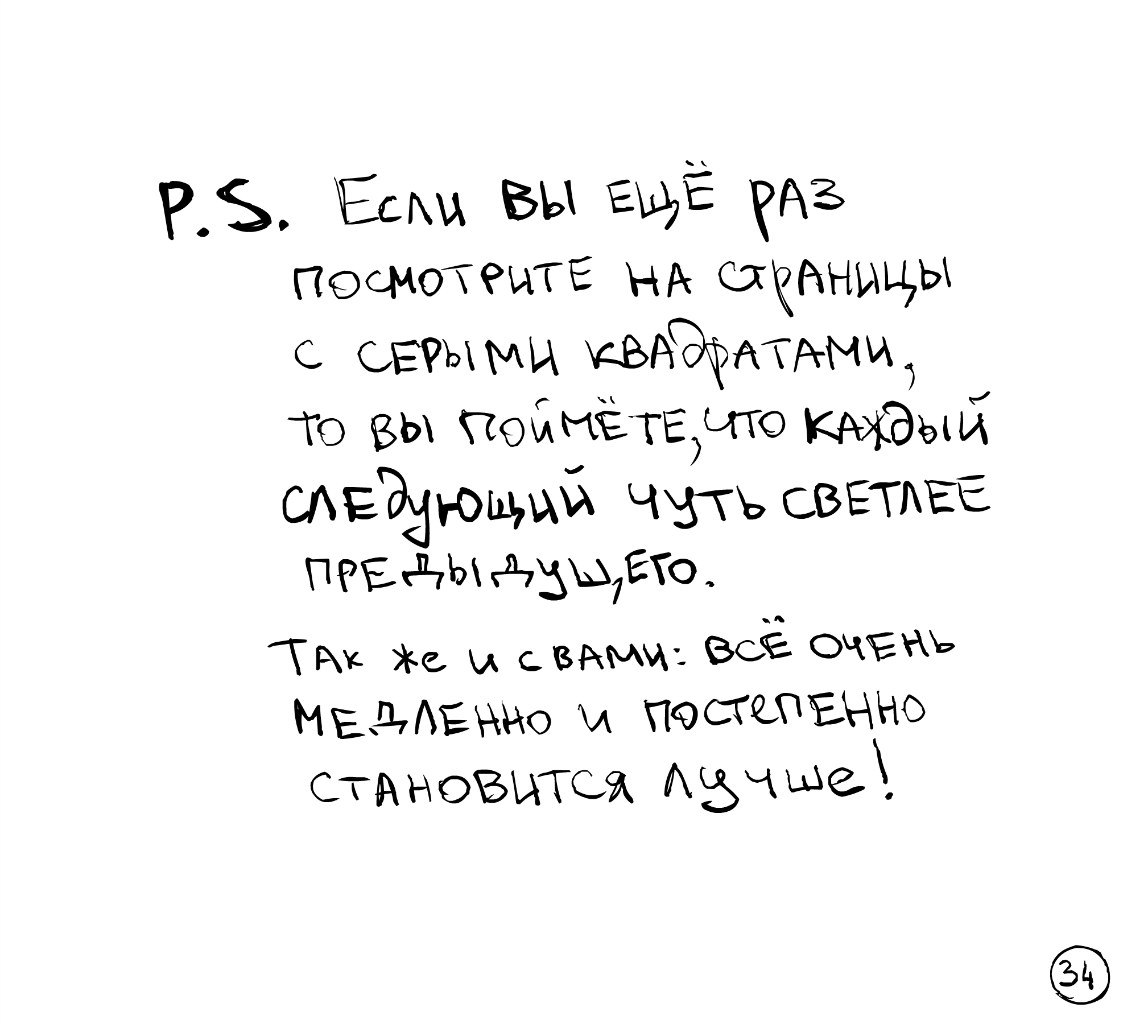 P.S. Если вы ещё раз
посмотрите на страницы
с серыми квадратами,
то вы поймёте, что каждый
следующий чуть светлее
предыдущего.
Так же и с вами: всё очень
медленно и постепенно
становится лучше!
34